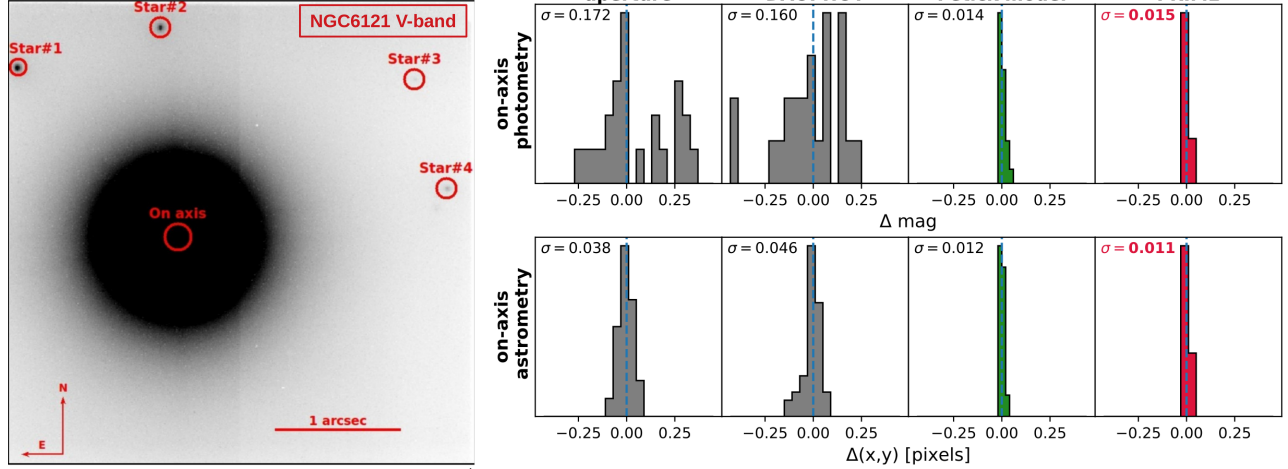 Star#2
NGC6121 V-band
Star#1
Star#3
Star#4
On axis
N
E
1 arcsec
on-axis
photometry
σ = 0.172
σ = 0.160
σ = 0.014
σ = 0.015
−0.25 0.00 0.25
−0.25 0.00 0.25
−0.25 0.00 0.25
−0.25 0.00 0.25
Δ mag
on-axis
astrometry
σ = 0.038
σ = 0.046
σ = 0.012
σ = 0.011
−0.25 0.00 0.25
−0.25 0.00 0.25
−0.25 0.00 0.25
−0.25 0.00 0.25
Δ(x,y) [pixels]